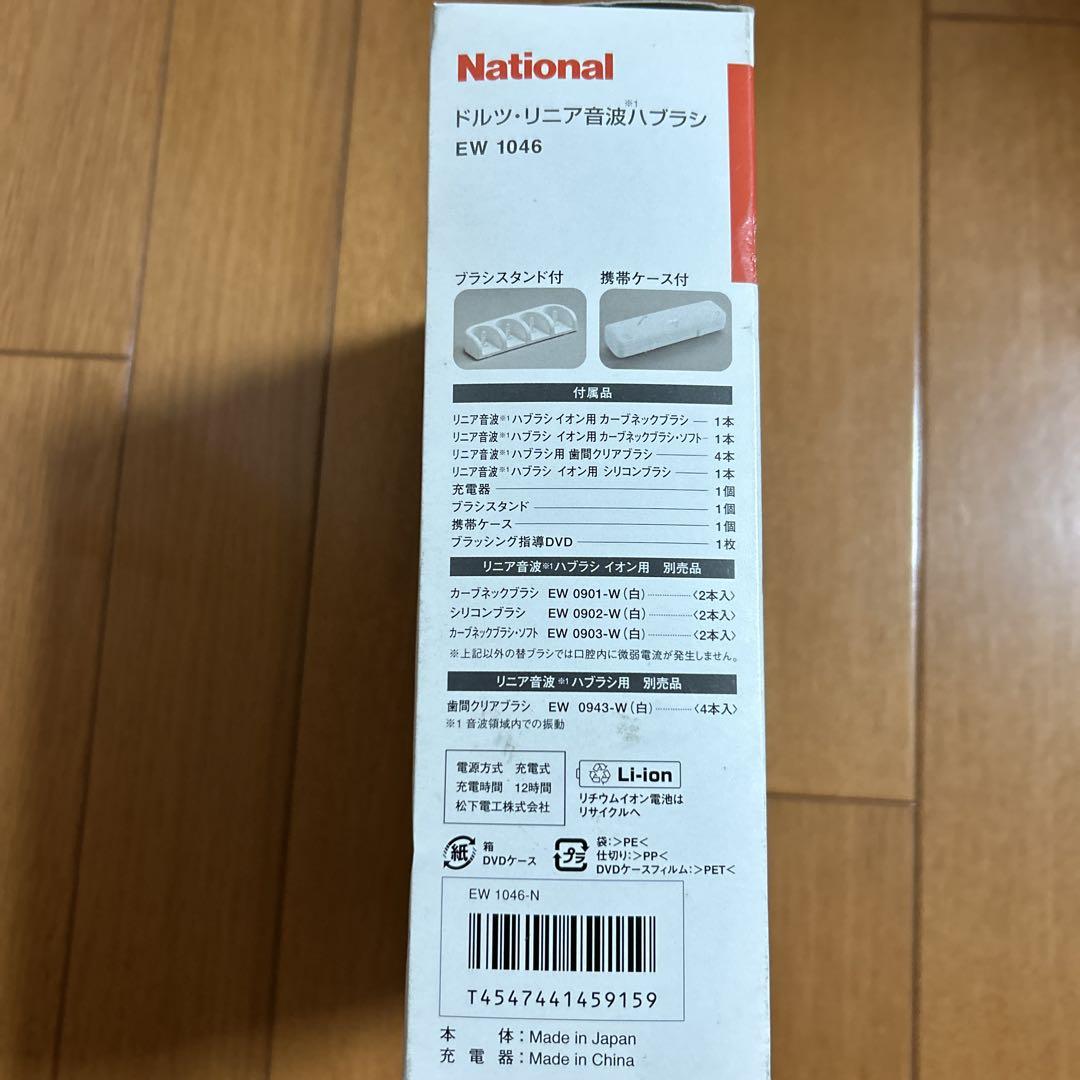 National
ドルツ・リニア音波※1ハブラシ
EW 1046
ブラシスタンド付 携帯ケース付
付属品
リニア音波※1ハブラシ イオン用 カーブネックブラシ 1本
リニア音波※1ハブラシ イオン用 カーブネックブラシ・ソフト 1本
リニア音波※1ハブラシ用 歯間クリアブラシ 4本
リニア音波※1ハブラシ イオン用 シリコンブラシ 1本
充電器 1個
ブラシスタンド 1個
携帯ケース 1個
ブラッシング指導DVD 1枚
リニア音波※1ハブラシ イオン用 別売品
カーブネックブラシ EW 0901-W(白)………〈2本入〉
シリコンブラシ EW 0902-W(白)………〈2本入〉
カーブネックブラシ・ソフト EW 0903-W(白)………〈2本入〉
※上記以外の替ブラシでは口腔内に微弱電流が発生しません。
リニア音波※1ハブラシ用 別売品
歯間クリアブラシ EW 0943-W(白)………〈4本入〉
※1 音波領域内での振動
電源方式 充電式
充電時間 12時間
松下電工株式会社
Li-ion
リチウムイオン電池は
リサイクルへ
紙 箱
DVDケース
プラ 袋:>PE<
仕切り:>PP<
DVDケースフィルム:>PET<
EW 1046-N
T4547441459159
本体:Made in Japan
充電器:Made in China